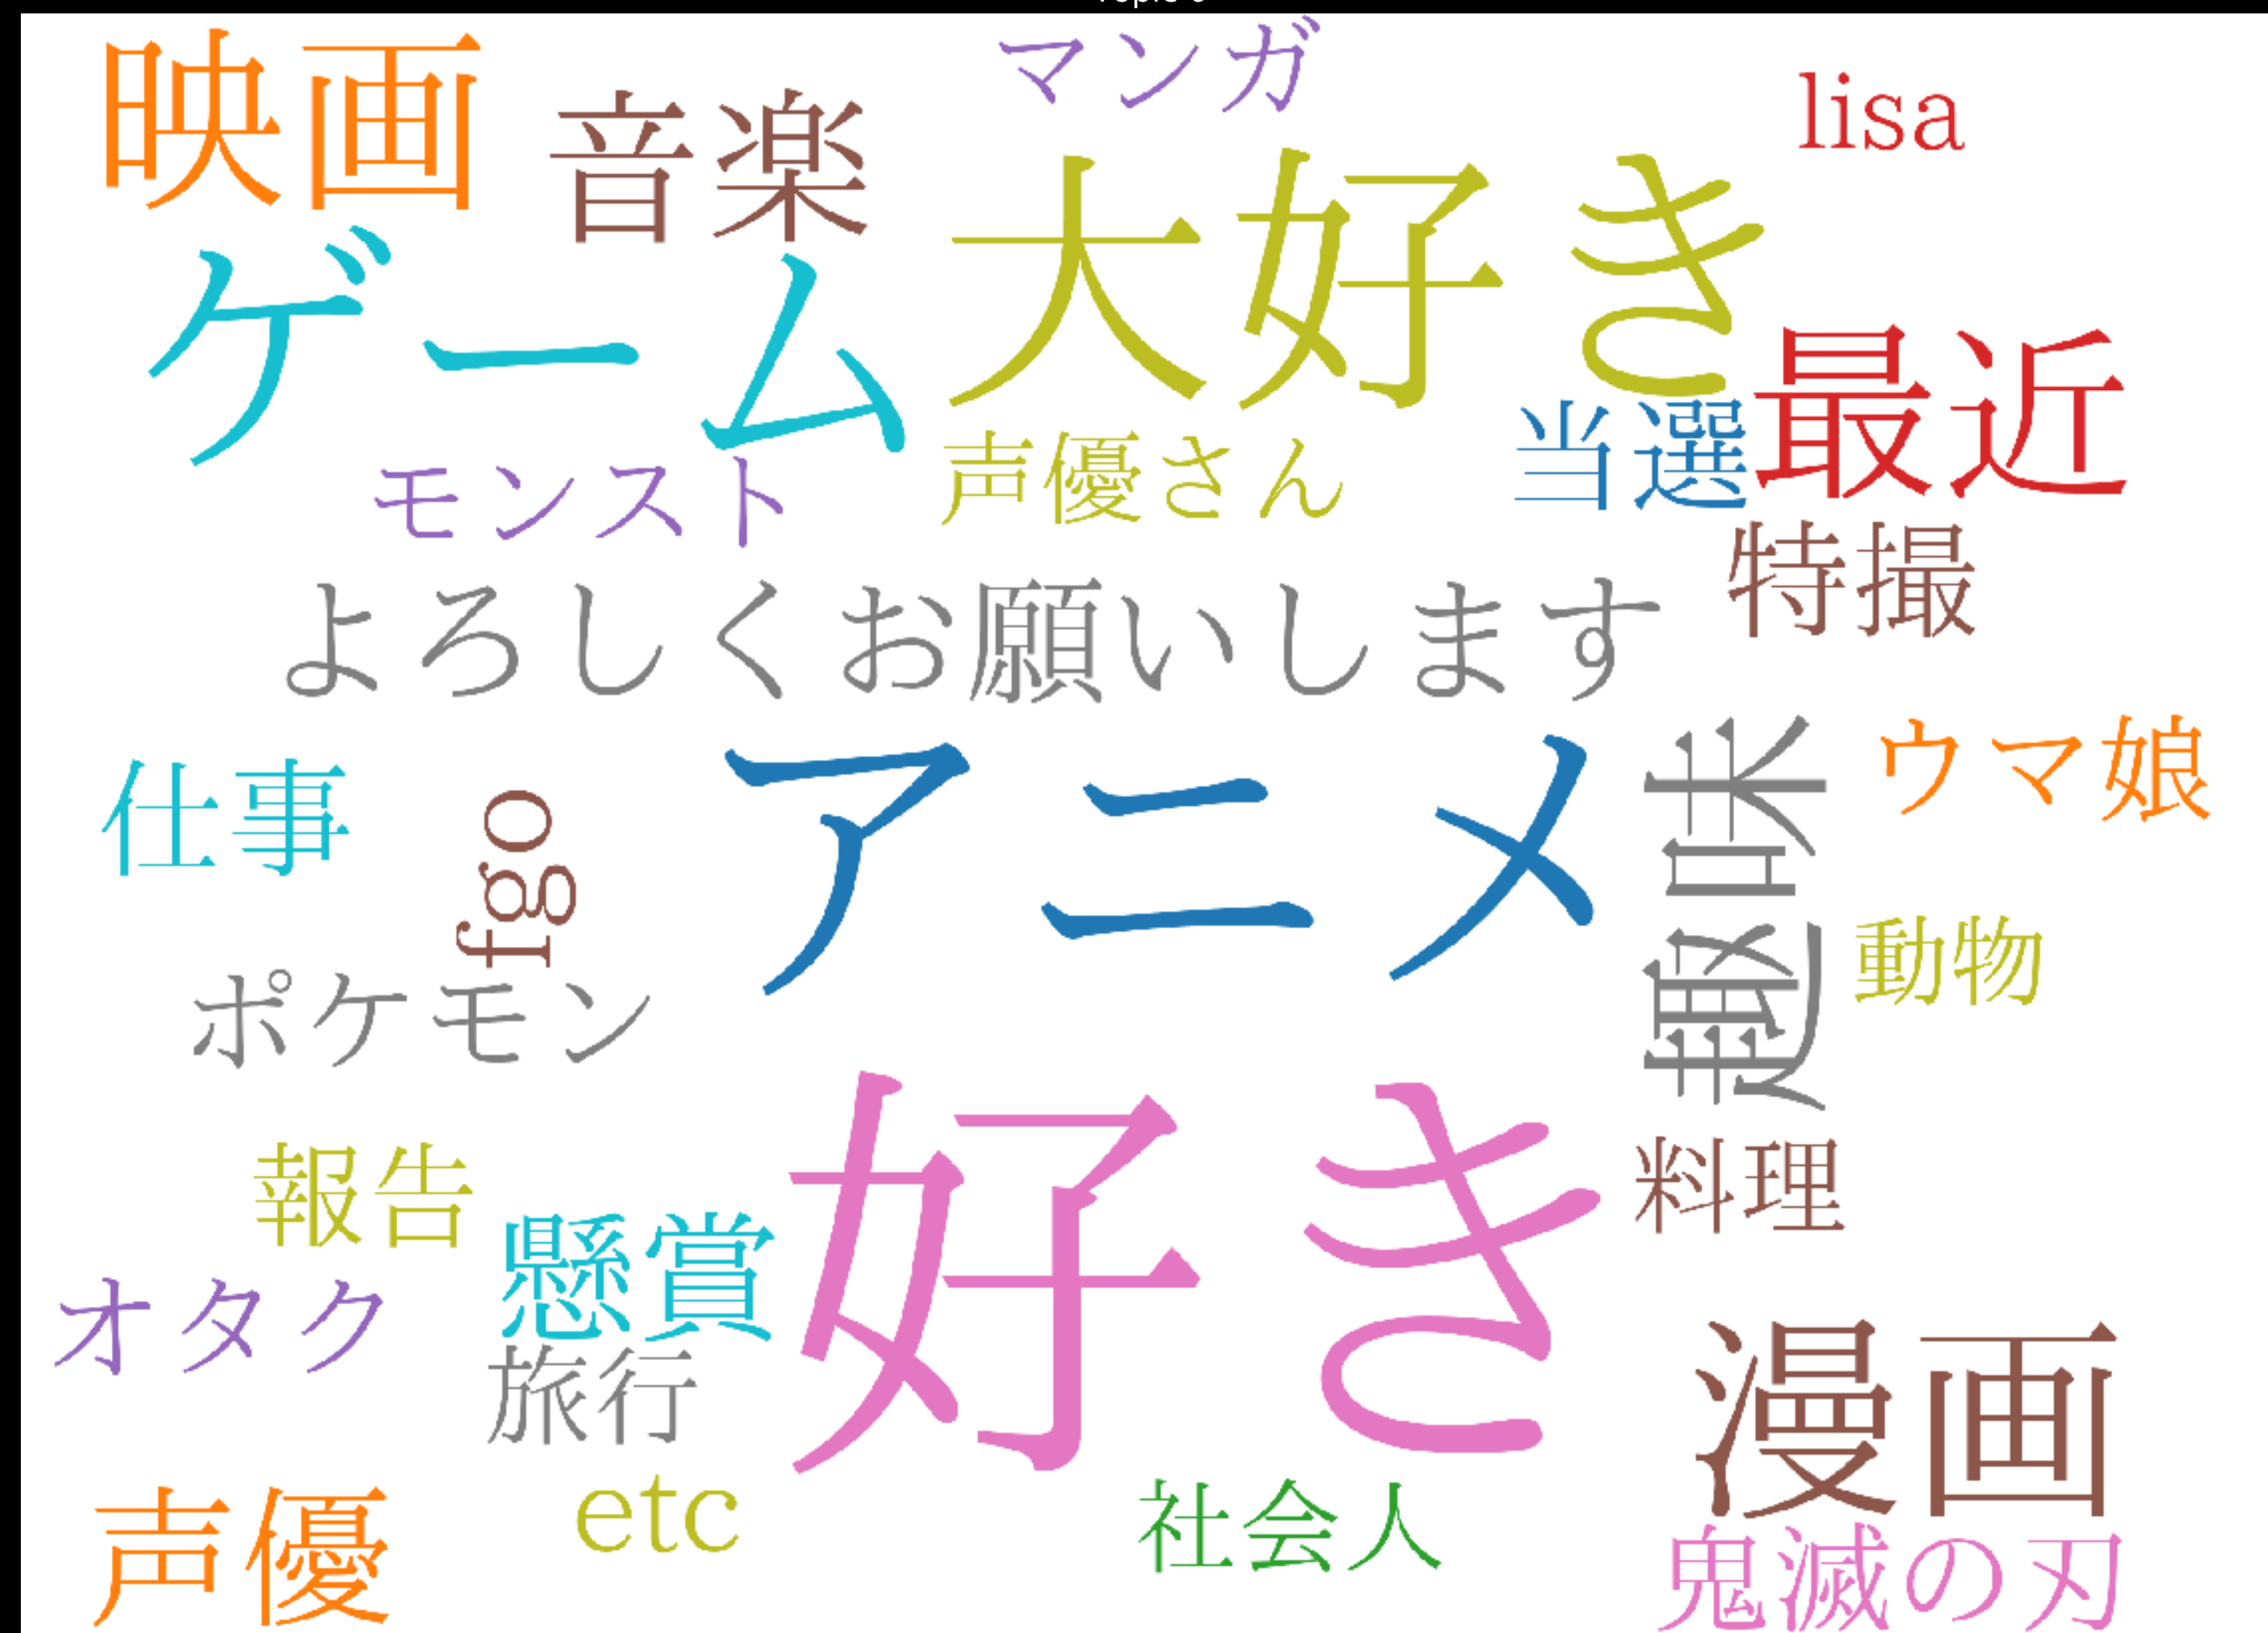 映画
音楽
マンガ
lisa
ゲーム
大好き
最近
モンスト
声優さん
当選
特撮
よろしくお願いします
仕事
fgo
アニメ
趣味
ウマ娘
動物
ポケモン
報告
懸賞
好き
料理
オタク
旅行
漫画
声優
etc
社会人
鬼滅の刃